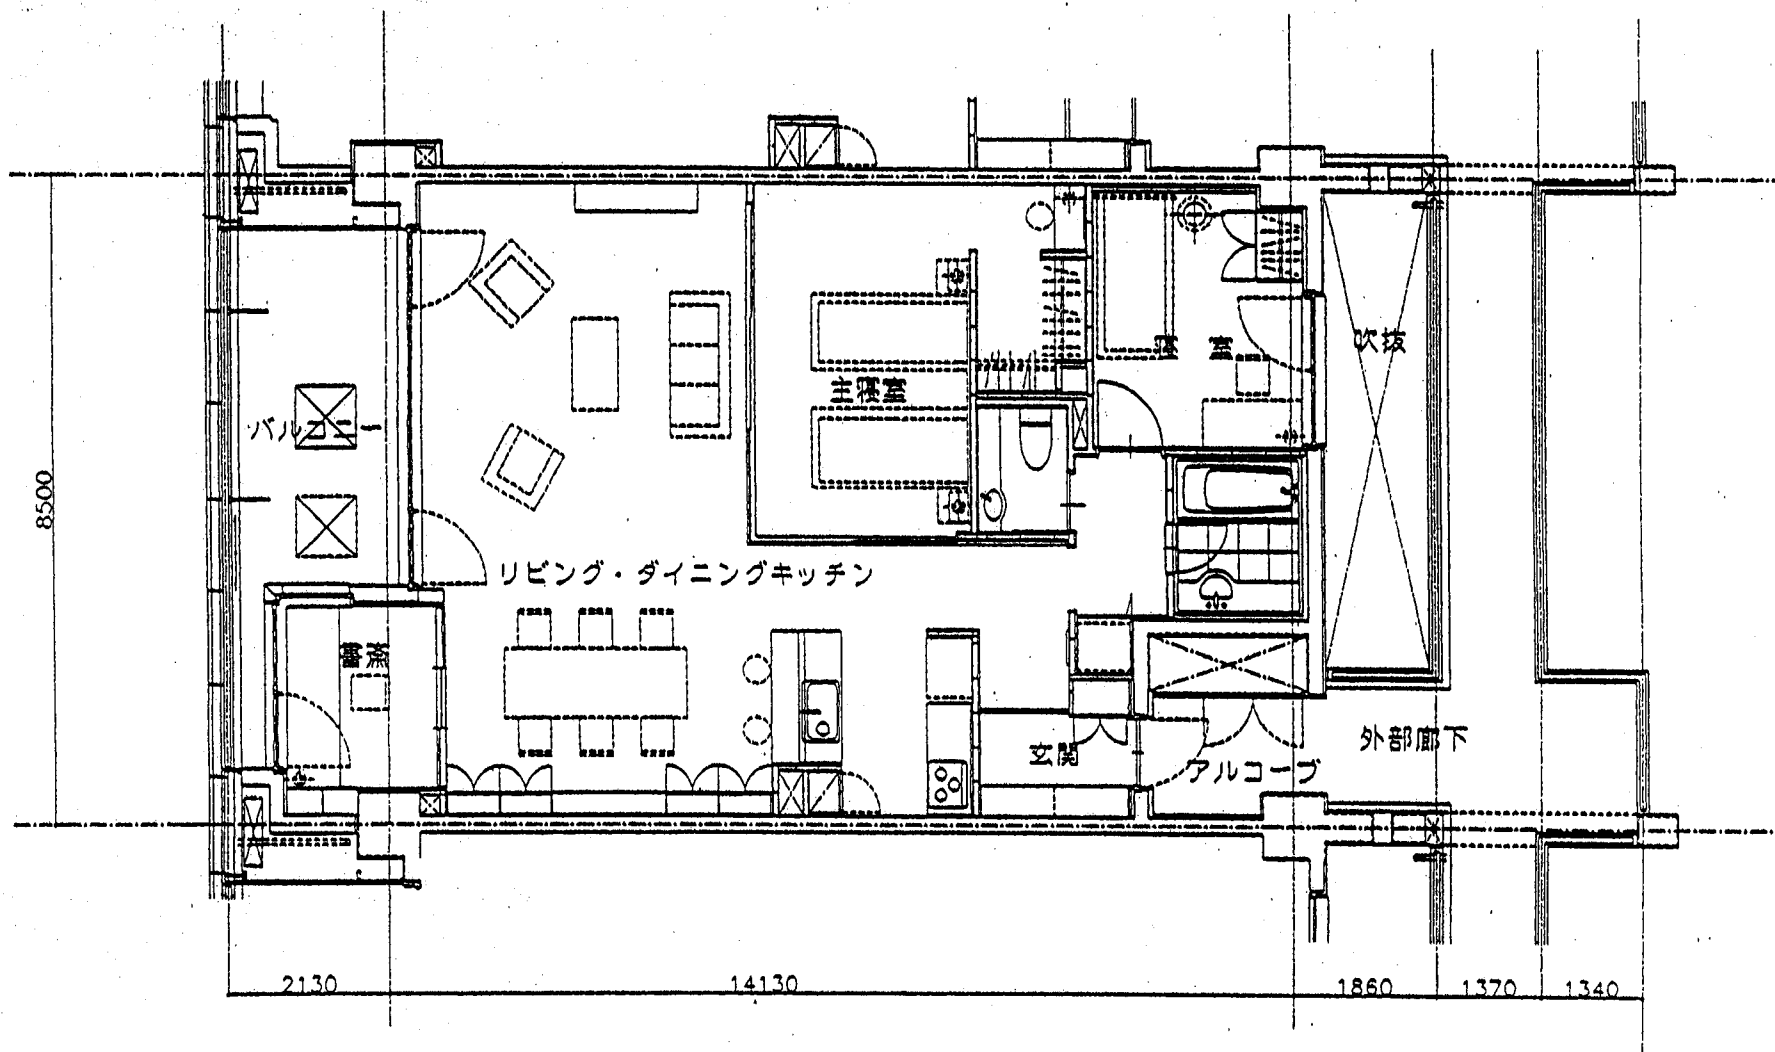 吹抜
寝 室
主寝室
バルコニー
8500
リビング・ダイニングキッチン
書斎
外部廊下
玄関
アルコーブ
2130
14130
1860
1370
1340